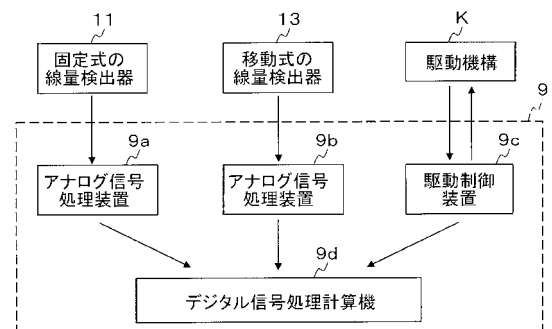 11
13
K
固定式の
線量検出器
移動式の
線量検出器
駆動機構
9
9a
9b
9c
アナログ信号
処理装置
アナログ信号
処理装置
駆動制御
装置
9d
デジタル信号処理計算機